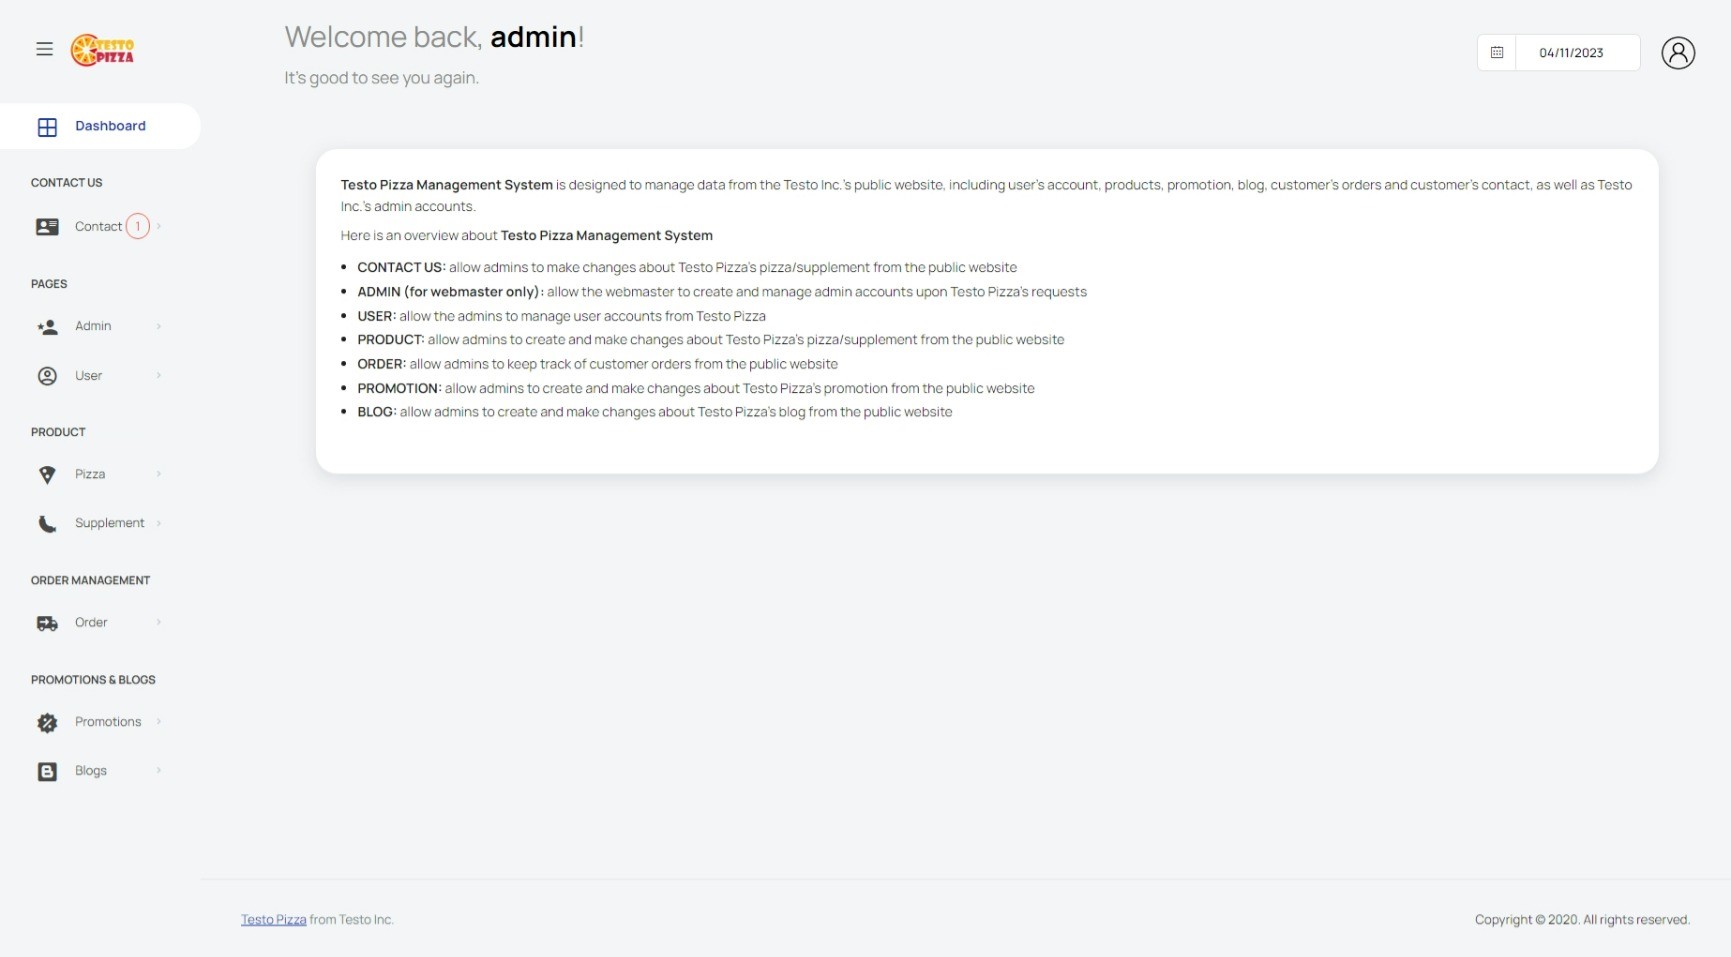 Welcome back, admin!
It's good to see you again.
TESTO
PIZZA
04/11/2023
Dashboard
CONTACT US
Contact 1
PAGES
Admin
User
PRODUCT
Pizza
Supplement
ORDER MANAGEMENT
Order
PROMOTIONS & BLOGS
Promotions
Blogs
Testo Pizza Management System is designed to manage data from the Testo Inc.'s public website, including user's account, products, promotion, blog, customer's orders and customer's contact, as well as Testo
Inc.'s admin accounts.
Here is an overview about Testo Pizza Management System
• CONTACT US: allow admins to make changes about Testo Pizza's pizza/supplement from the public website
• ADMIN (for webmaster only): allow the webmaster to create and manage admin accounts upon Testo Pizza's requests
• USER: allow the admins to manage user accounts from Testo Pizza
• PRODUCT: allow admins to create and make changes about Testo Pizza's pizza/supplement from the public website
• ORDER: allow admins to keep track of customer orders from the public website
• PROMOTION: allow admins to create and make changes about Testo Pizza's promotion from the public website
• BLOG: allow admins to create and make changes about Testo Pizza's blog from the public website
Testo Pizza from Testo Inc.
Copyright © 2020. All rights reserved.